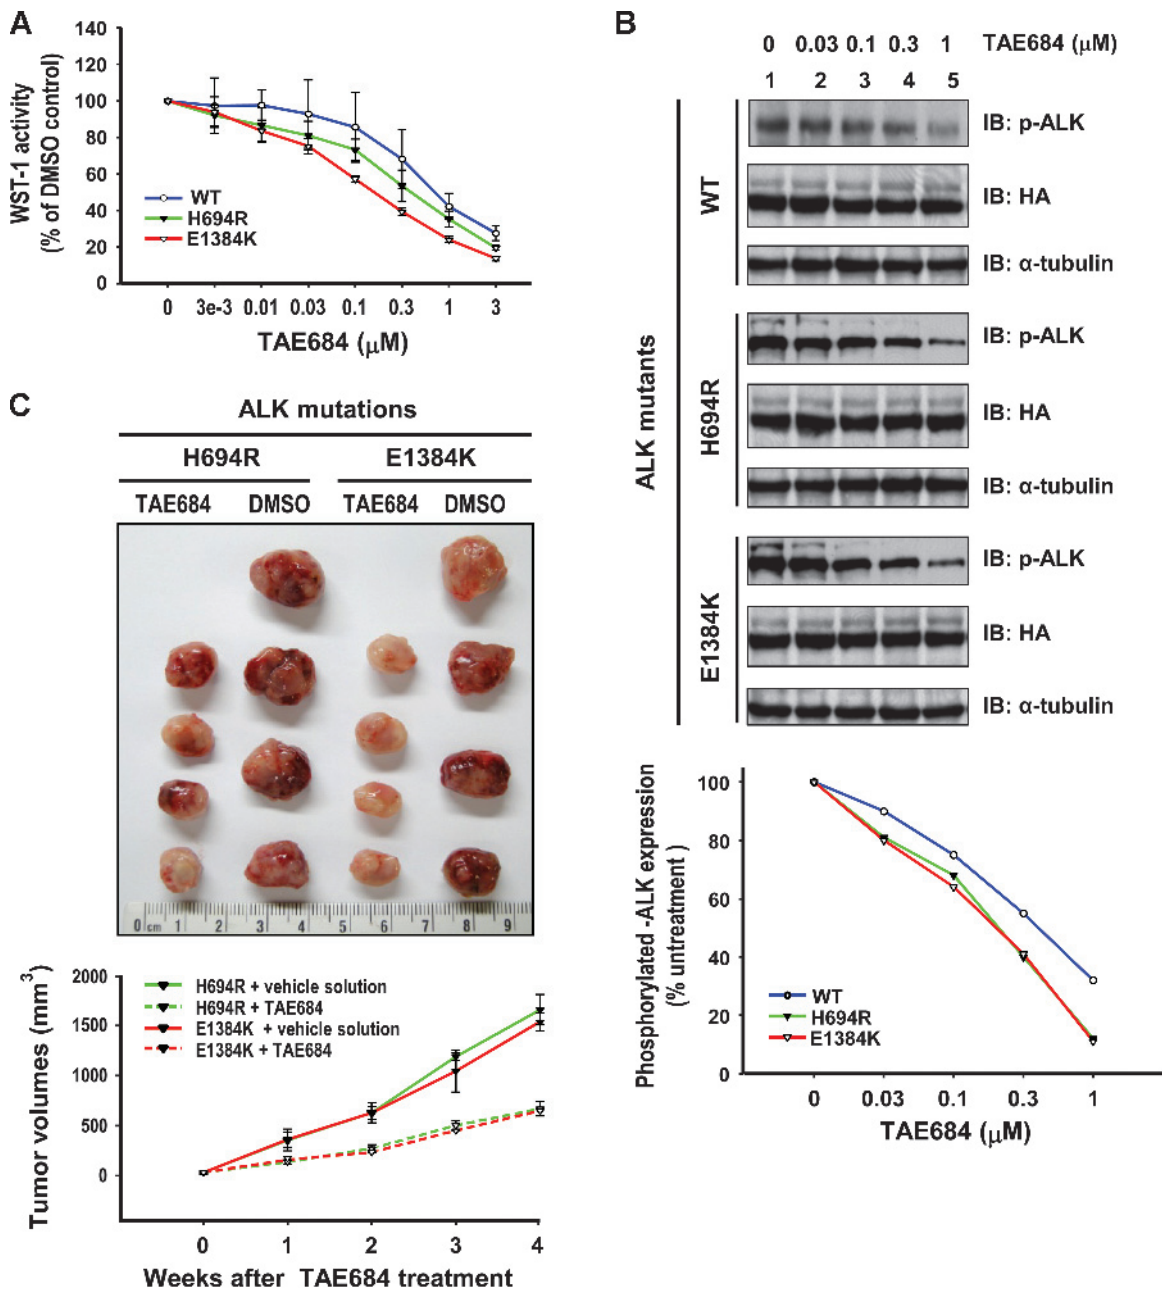 A
140
120
100
80
60
40
20
0
WST-1 activity
(% of DMSO control)
WT
H694R
E1384K
0 3e-3 0.01 0.03 0.1 0.3 1 3
TAE684 (μM)
B
0 0.03 0.1 0.3 1 TAE684 (μM)
1 2 3 4 5
ALK mutants
WT
IB: p-ALK
IB: HA
IB: α-tubulin
H694R
IB: p-ALK
IB: HA
IB: α-tubulin
E1384K
IB: p-ALK
IB: HA
IB: α-tubulin
100
80
60
40
20
0
Phosphorylated -ALK expression
(% untreatment )
WT
H694R
E1384K
0 0.03 0.1 0.3 1
TAE684 (μM)
C
ALK mutations
H694R E1384K
TAE684 DMSO TAE684 DMSO
0 cm 1 2 3 4 5 6 7 8 9
2000
1500
1000
500
0
Tumor volumes (mm3)
H694R + vehicle solution
H694R + TAE684
E1384K + vehicle solution
E1384K + TAE684
0 1 2 3 4
Weeks after TAE684 treatment